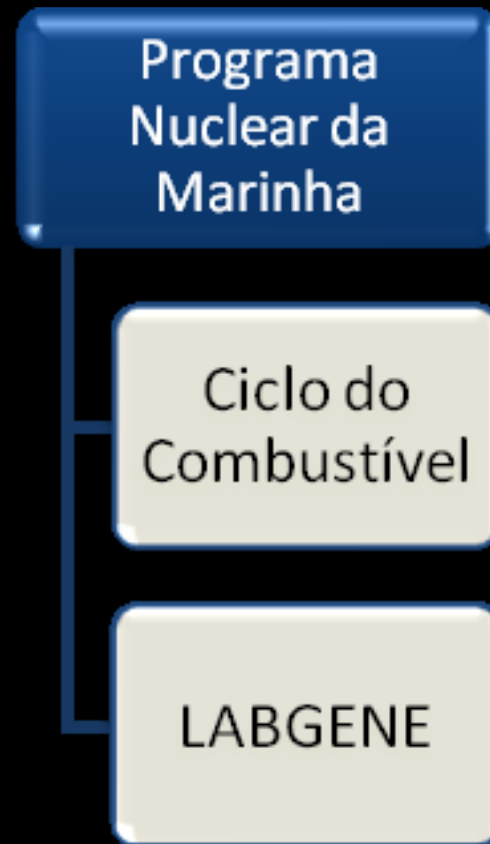 Programa
Nuclear da
Marinha
Ciclo do
Combustível
LABGENE